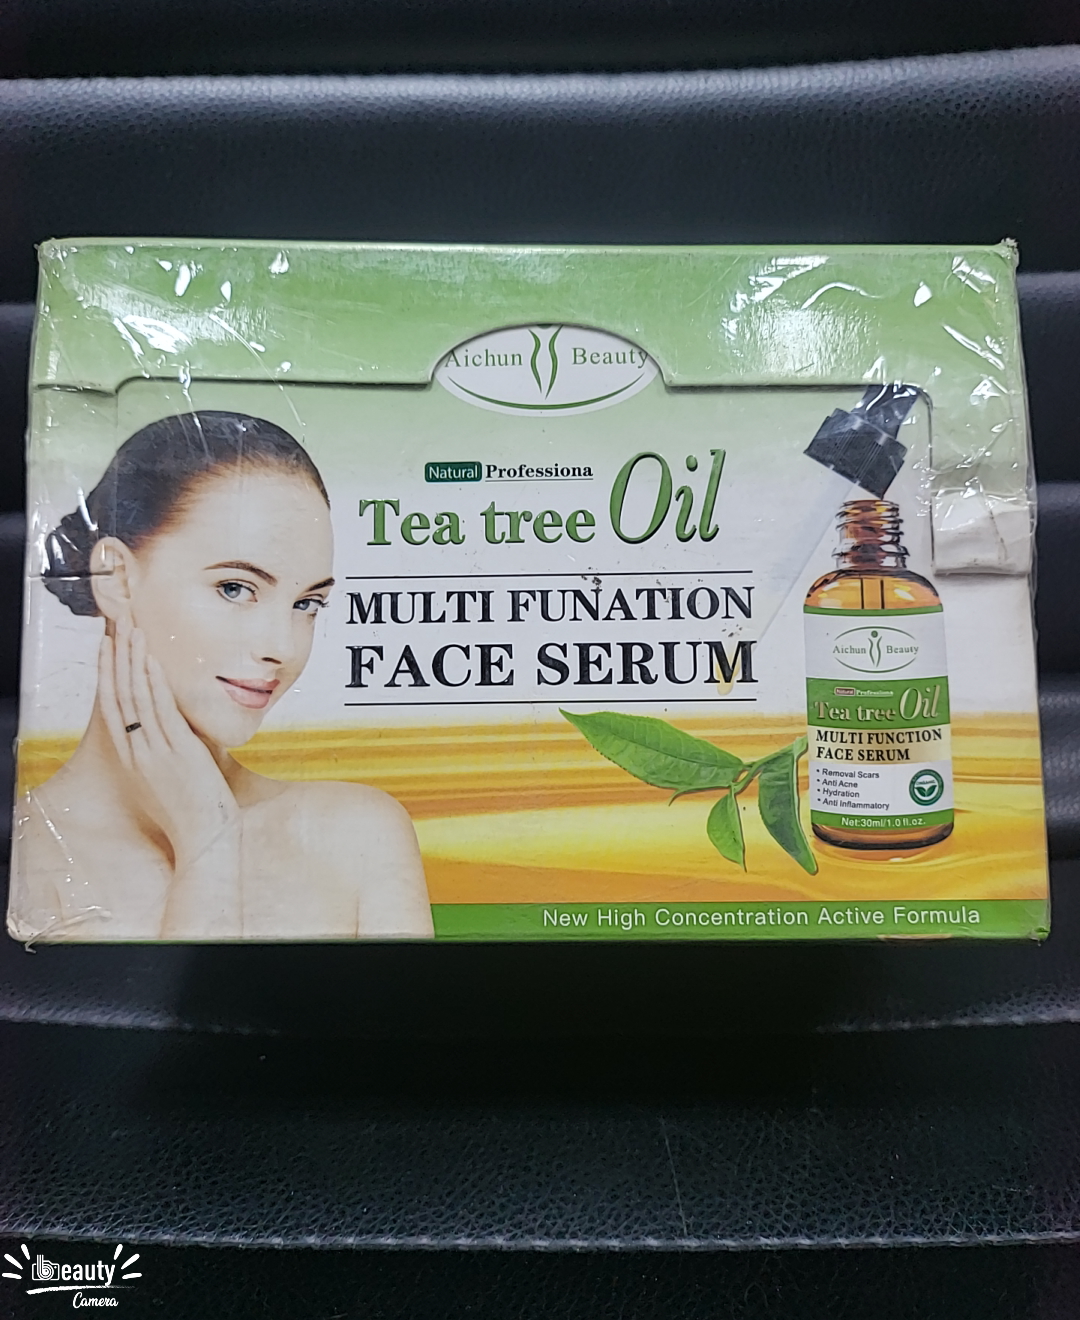 Aichun Beauty
Natural Professiona
Tea tree Oil
MULTI FUNATION
FACE SERUM
Aichun Beauty
Natural Professiona
Tea tree Oil
MULTI FUNCTION
FACE SERUM
• Removal Scars
• Anti Acne
• Hydration
• Anti Inflammatory
ORGANIC
Net:30ml/1.0 fl.oz.
New High Concentration Active Formula
beauty
Camera